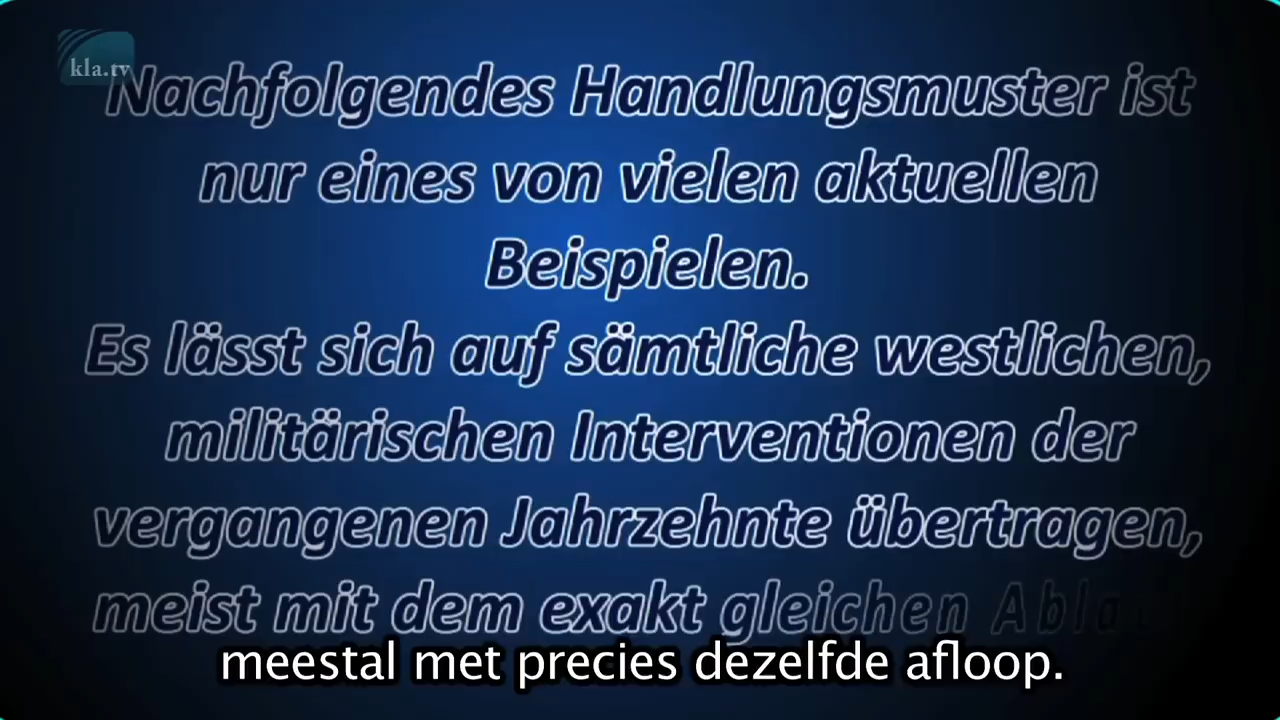 kla.tv
Nachfolgendes Handlungsmuster ist
nur eines von vielen aktuellen
Beispielen.
Es lässt sich auf sämtliche westlichen,
militärischen Interventionen der
vergangenen Jahrzehnte übertragen,
meist mit dem exakt gleichen
meestal met precies dezelfde afloop.